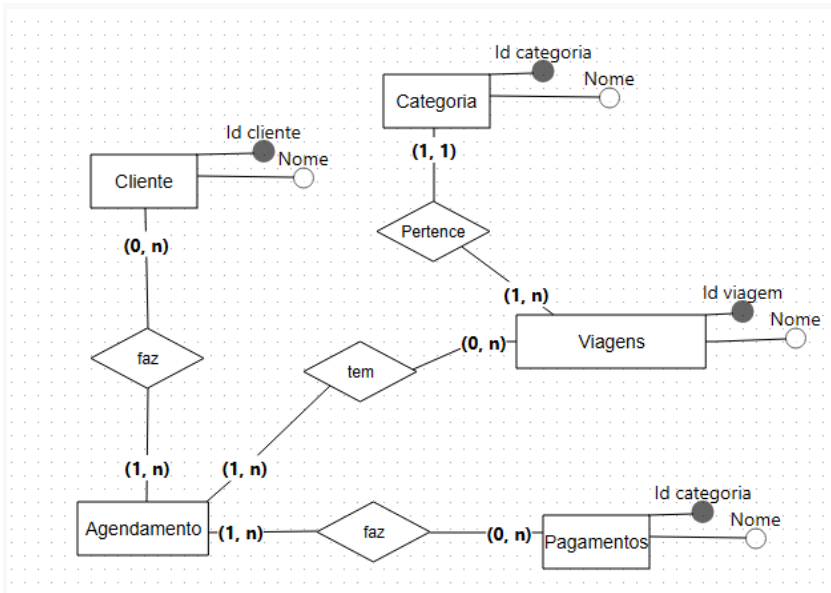 Id categoria
Nome
Categoria
(1, 1)
Id cliente
Nome
Cliente
(0, n)
Pertence
(1, n)
Id viagem
Nome
Viagens
(0, n)
faz
tem
(1, n)
(1, n)
Id categoria
Nome
Agendamento
(1, n)
faz
(0, n)
Pagamentos